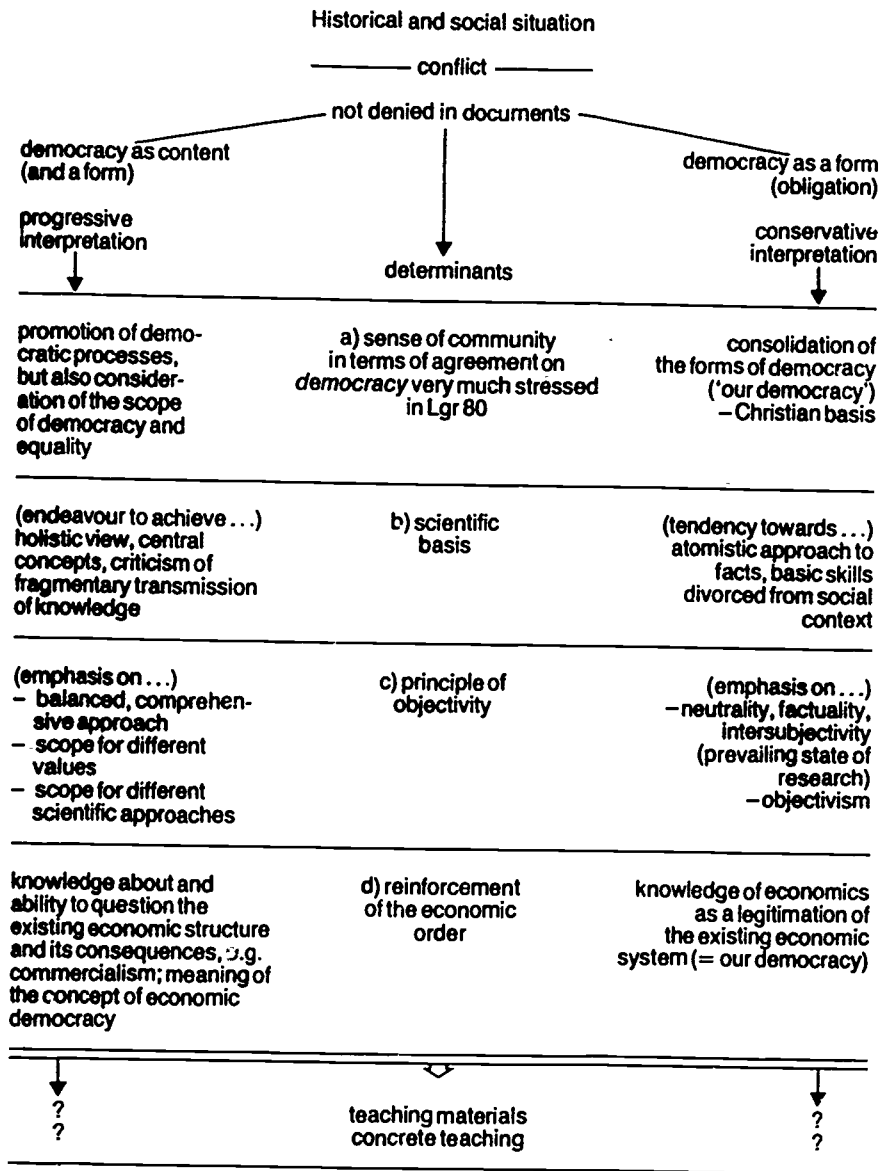 Historical and social situation
conflict
not denied in documents
democracy as content
(and a form)
democracy as a form
(obligation)
progressive
interpretation
conservative
interpretation
determinants
promotion of demo-
cratic processes,
but also consider-
ation of the scope
of democracy and
equality
a) sense of community
in terms of agreement on
democracy very much stressed
in Lgr 80
consolidation of
the forms of democracy
('our democracy')
– Christian basis
(endeavour to achieve ...)
holistic view, central
concepts, criticism of
fragmentary transmission
of knowledge
b) scientific
basis
(tendency towards ...)
atomistic approach to
facts, basic skills
divorced from social
context
(emphasis on ...)
– balanced, comprehen-
sive approach
– scope for different
values
– scope for different
scientific approaches
c) principle of
objectivity
(emphasis on ...)
– neutrality, factuality,
intersubjectivity
(prevailing state of
research)
– objectivism
knowledge about and
ability to question the
existing economic structure
and its consequences, e.g.
commercialism; meaning of
the concept of economic
democracy
d) reinforcement
of the economic
order
knowledge of economics
as a legitimation of
the existing economic
system (= our democracy)
?
?
teaching materials
concrete teaching
?
?